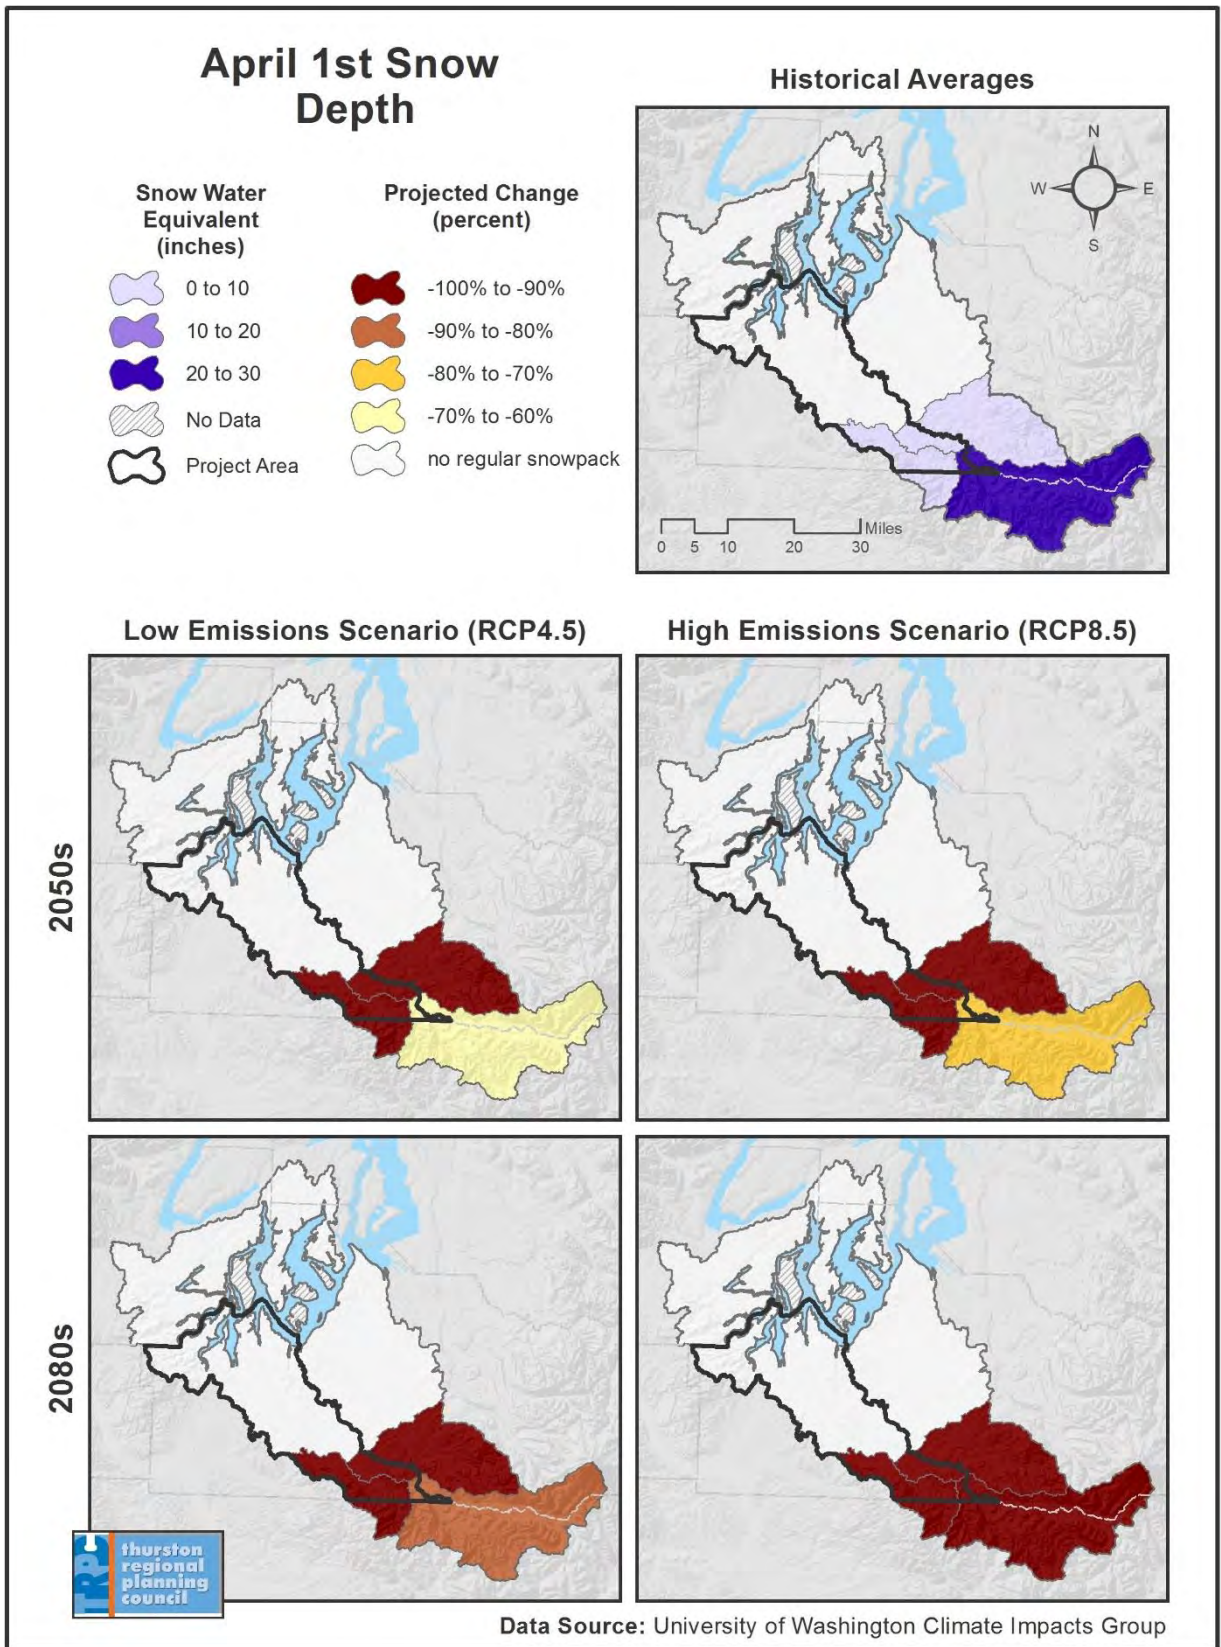 April 1st Snow
Depth
Snow Water
Equivalent
(inches)
0 to 10
10 to 20
20 to 30
No Data
Project Area
Projected Change
(percent)
-100% to -90%
-90% to -80%
-80% to -70%
-70% to -60%
no regular snowpack
Historical Averages
N
W
E
S
Miles
0 5 10 20 30
Low Emissions Scenario (RCP4.5)
High Emissions Scenario (RCP8.5)
2050s
2080s
TRPC
thurston
regional
planning
council
Data Source: University of Washington Climate Impacts Group